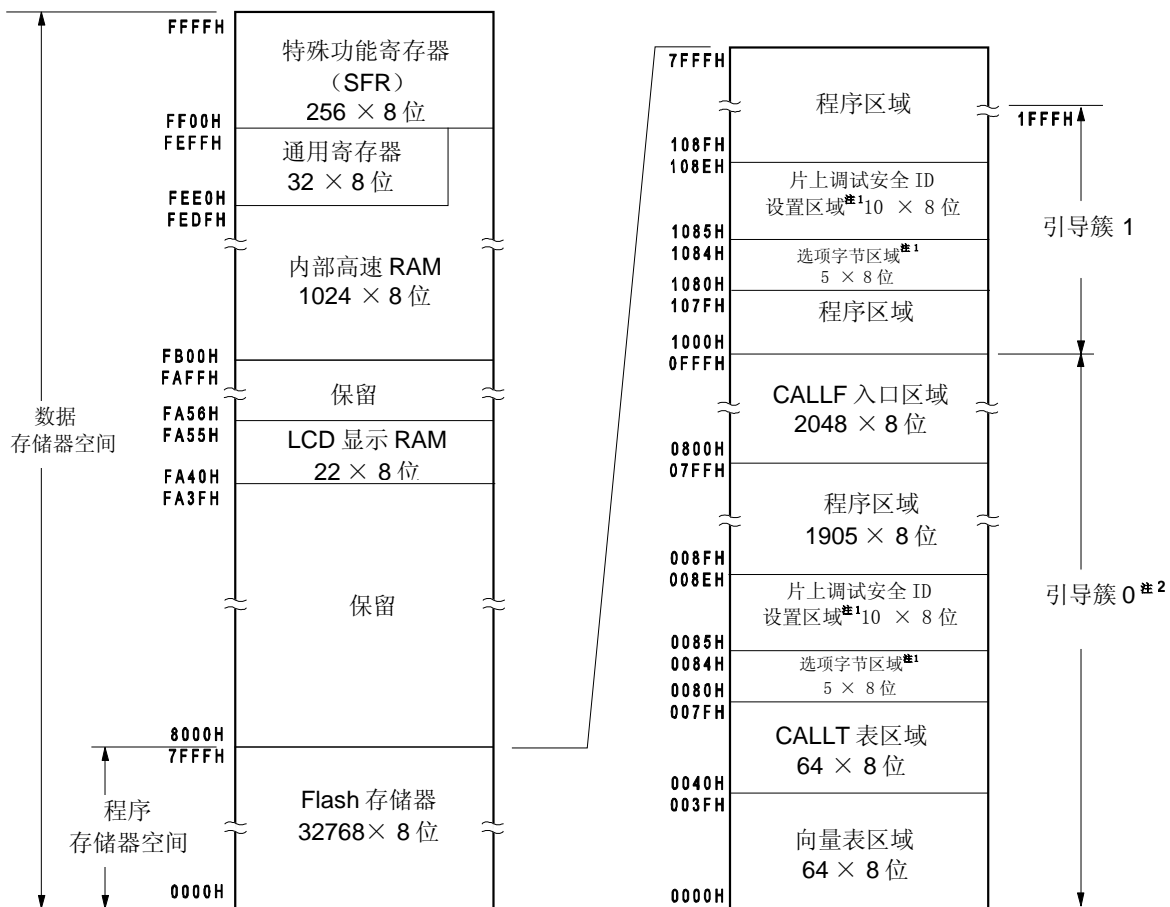 FFFFH
特殊功能寄存器
（SFR）
256 × 8 位
FF00H
FEFFH
通用寄存器
32 × 8 位
FEE0H
FEDFH
内部高速 RAM
1024 × 8 位
FB00H
FAFFH
保留
FA56H
FA55H
LCD 显示 RAM
22 × 8 位
FA40H
FA3FH
数据
存储器空间
保留
8000H
7FFFH
程序
存储器空间
Flash 存储器
32768× 8 位
0000H
7FFFH
程序区域
1FFFH
108FH
108EH
片上调试安全 ID
设置区域注1 10 × 8 位
1085H
1084H
选项字节区域注1
5 × 8 位
1080H
107FH
程序区域
1000H
0FFFH
引导簇 1
CALLF 入口区域
2048 × 8 位
0800H
07FFH
程序区域
1905 × 8 位
008FH
008EH
片上调试安全 ID
设置区域注1 10 × 8 位
引导簇 0 注2
0085H
0084H
选项字节区域注1
5 × 8 位
0080H
007FH
CALLT 表区域
64 × 8 位
0040H
003FH
向量表区域
64 × 8 位
0000H